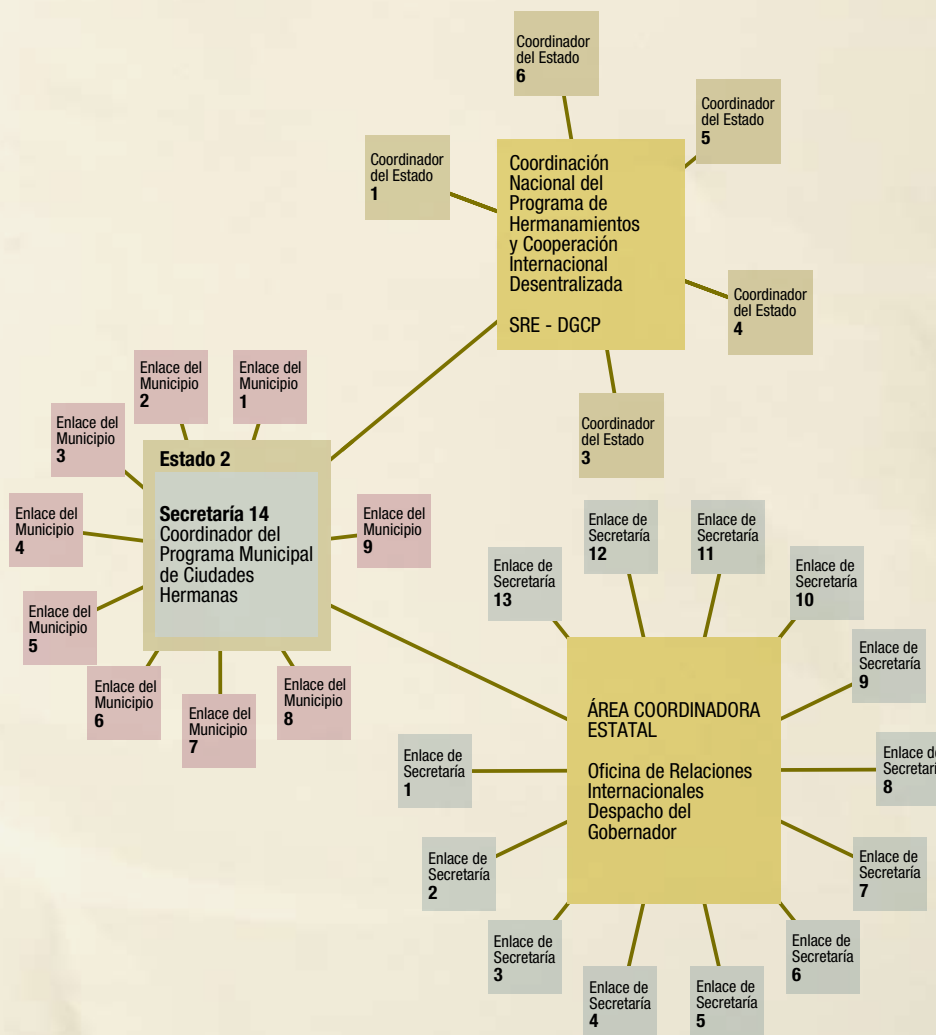 Coordinador
del Estado
6
Coordinador
del Estado
5
Coordinador
del Estado
1
Coordinación
Nacional del
Programa de
Hermanamientos
y Cooperación
Internacional
Desentralizada
SRE - DGCP
Coordinador
del Estado
4
Coordinador
del Estado
3
Enlace del
Municipio
2
Enlace del
Municipio
1
Enlace del
Municipio
3
Estado 2
Secretaría 14
Coordinador del
Programa Municipal
de Ciudades
Hermanas
Enlace del
Municipio
4
Enlace del
Municipio
9
Enlace del
Municipio
5
Enlace del
Municipio
6
Enlace del
Municipio
7
Enlace del
Municipio
8
Enlace de
Secretaría
12
Enlace de
Secretaría
11
Enlace de
Secretaría
13
Enlace de
Secretaría
10
Enlace de
Secretaría
9
ÁREA COORDINADORA
ESTATAL
Oficina de Relaciones
Internacionales
Despacho del
Gobernador
Enlace de
Secretaría
1
Enlace de
Secretaría
8
Enlace de
Secretaría
2
Enlace de
Secretaría
7
Enlace de
Secretaría
3
Enlace de
Secretaría
4
Enlace de
Secretaría
5
Enlace de
Secretaría
6